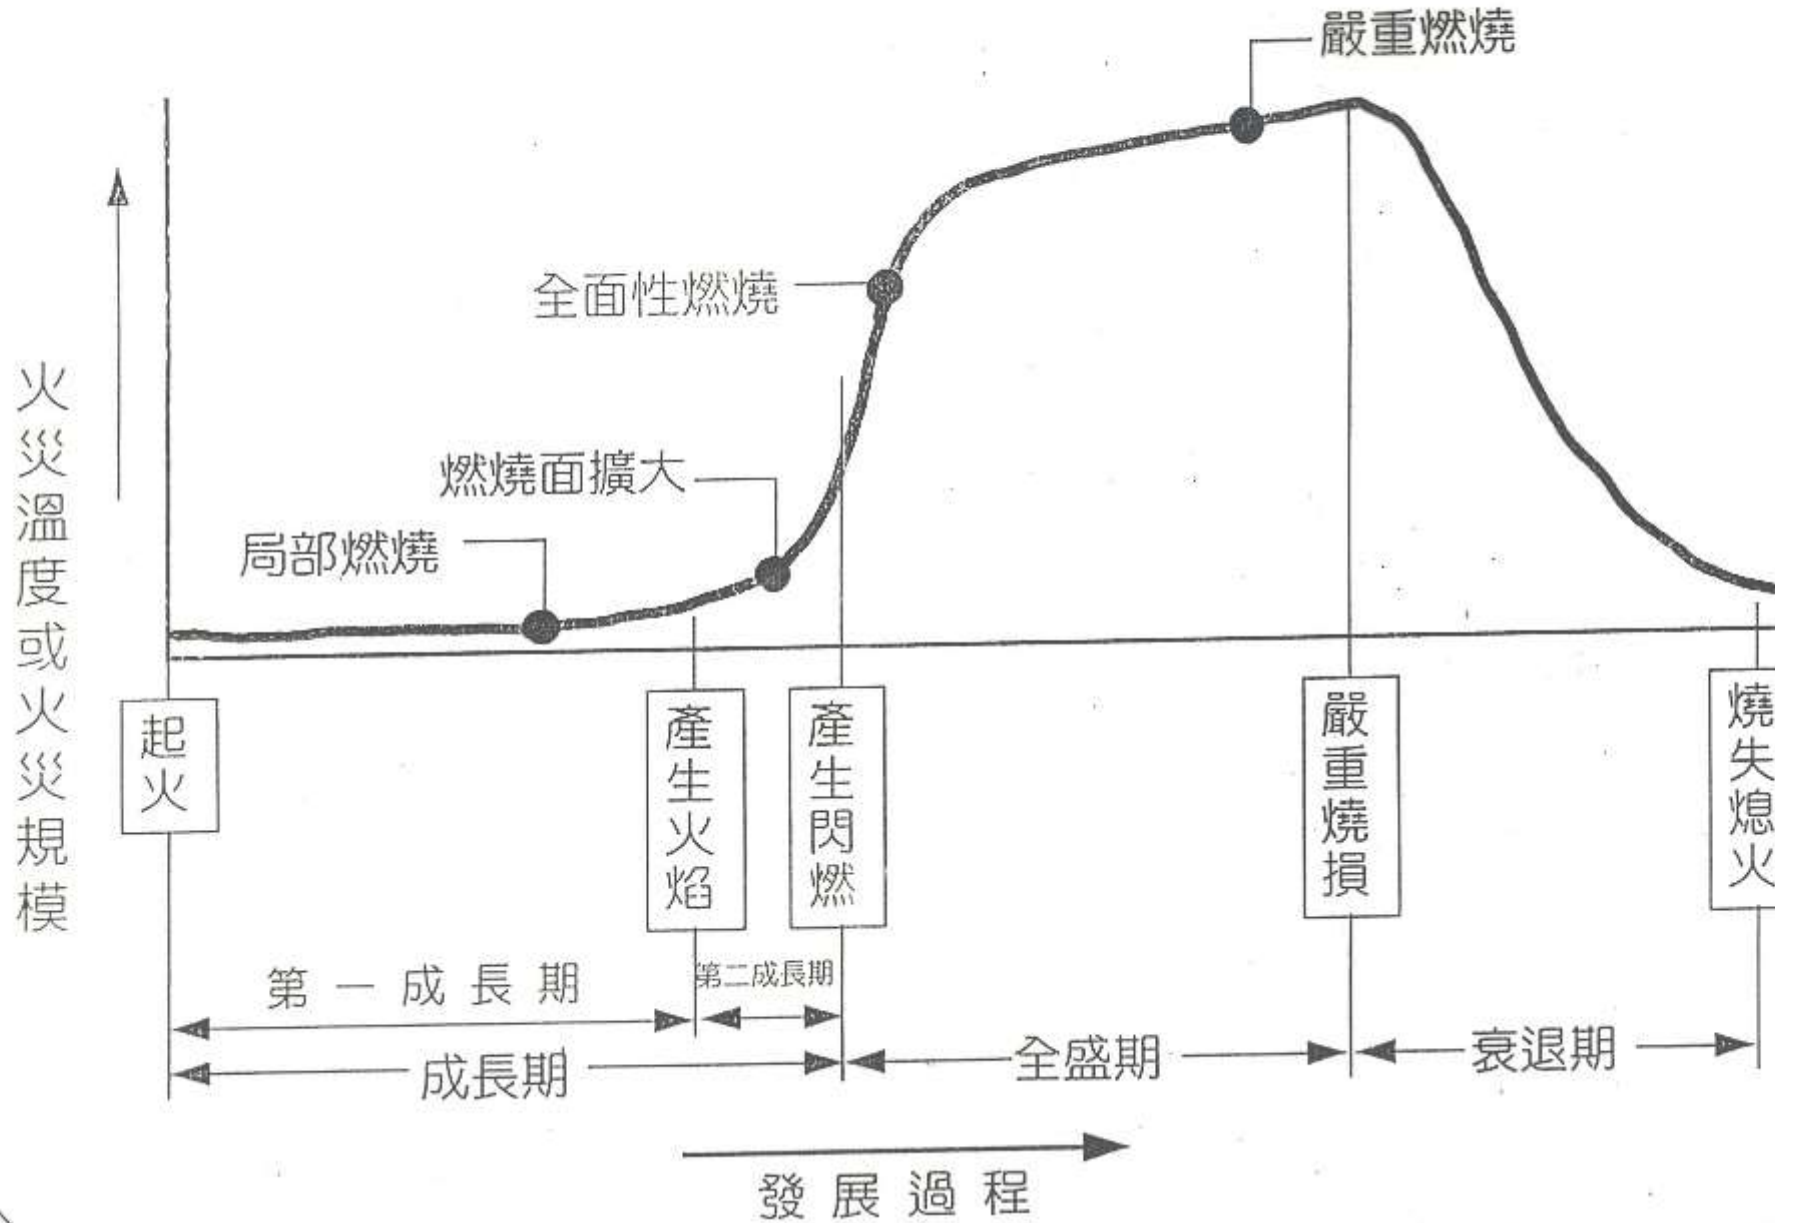 嚴重燃燒
全面性燃燒
燃燒面擴大
局部燃燒
火災溫度或火災規模
起火
產生火焰
產生閃燃
嚴重燒損
燒失熄火
第一成長期
第二成長期
成長期
全盛期
衰退期
發展過程